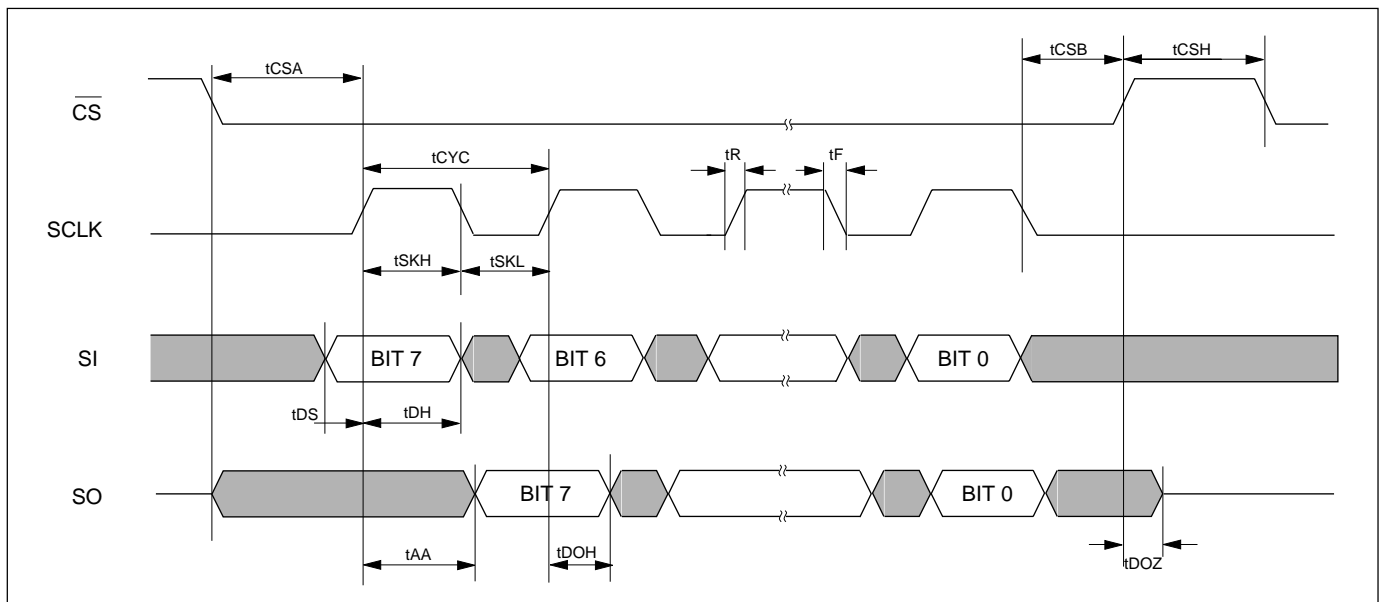 tCSB tCSH
tCSA
CS
tCYC tR tF
SCLK
tSKH tSKL
SI BIT 7 BIT 6 BIT 0
tDS tDH
SO BIT 7 BIT 0
tAA tDOH tDOZ